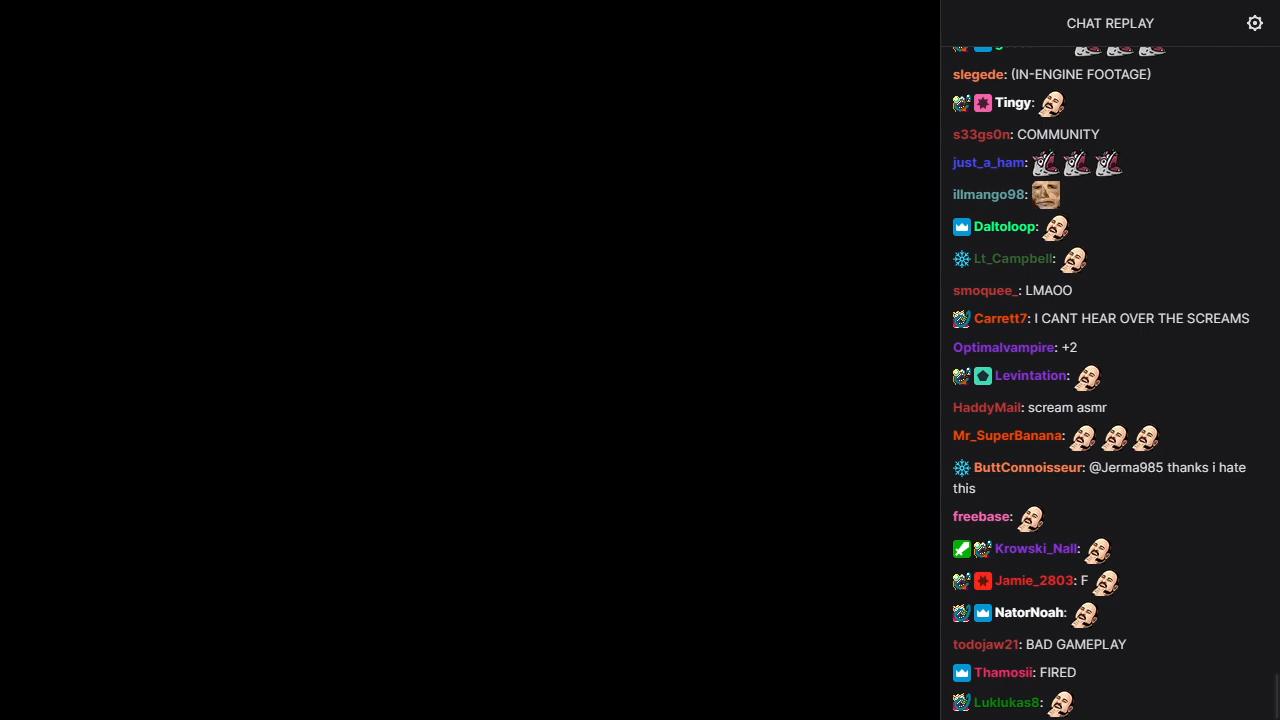 CHAT REPLAY
slegede: (IN-ENGINE FOOTAGE)
Tingy:
s33gs0n: COMMUNITY
just_a_ham:
illmango98:
Daltoloop:
Lt_Campbell:
smoquee_: LMAOO
Carrett7: I CANT HEAR OVER THE SCREAMS
Optimalvampire: +2
Levintation:
HaddyMail: scream asmr
Mr_SuperBanana:
ButtConnoisseur: @Jerma985 thanks i hate
this
freebase:
Krowski_Nall:
Jamie_2803: F
NatorNoah:
todojaw21: BAD GAMEPLAY
Thamosii: FIRED
Luklukas8: